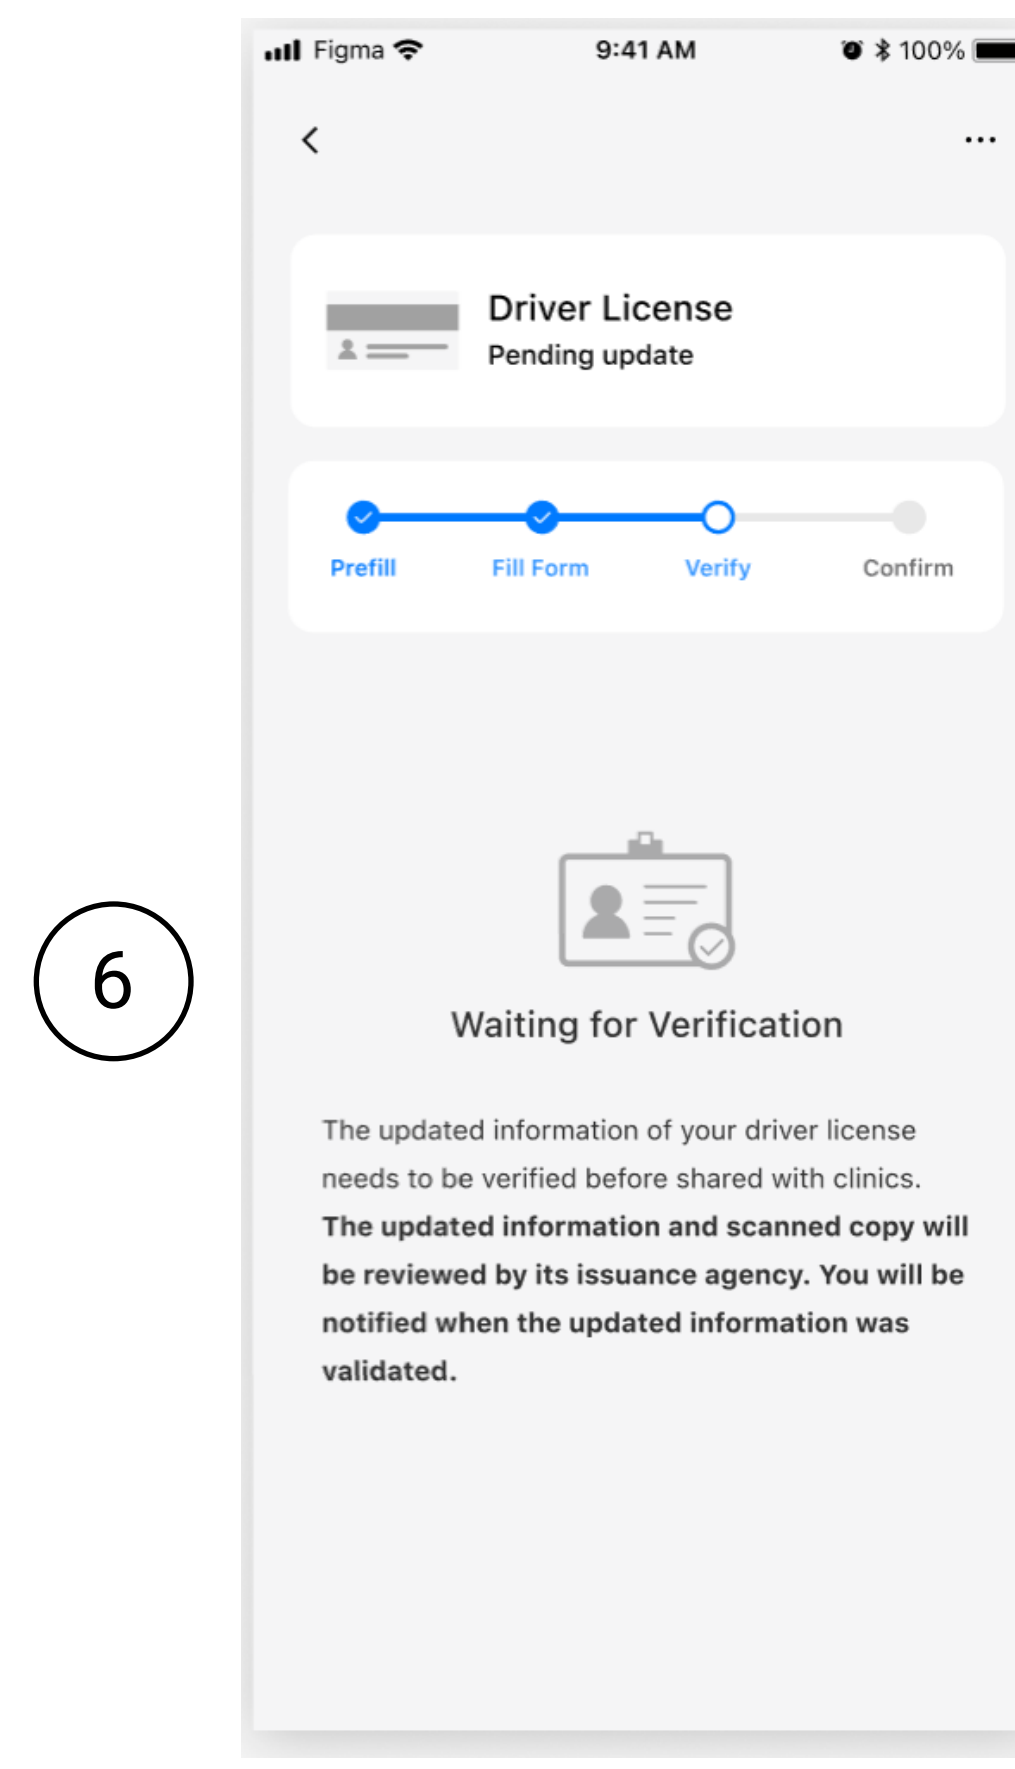 Figma 9:41 AM 100%
...
Driver License
Pending update
Prefill Fill Form Verify Confirm
6
Waiting for Verification
The updated information of your driver license
needs to be verified before shared with clinics.
The updated information and scanned copy will
be reviewed by its issuance agency. You will be
notified when the updated information was
validated.